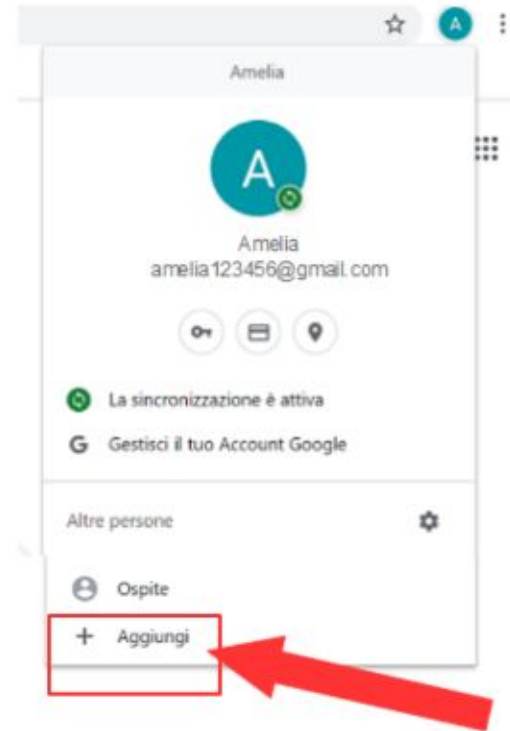 A
Amelia
A
Amelia
amelia123456@gmail.com
La sincronizzazione è attiva
G Gestisci il tuo Account Google
Altre persone
Ospite
+ Aggiungi